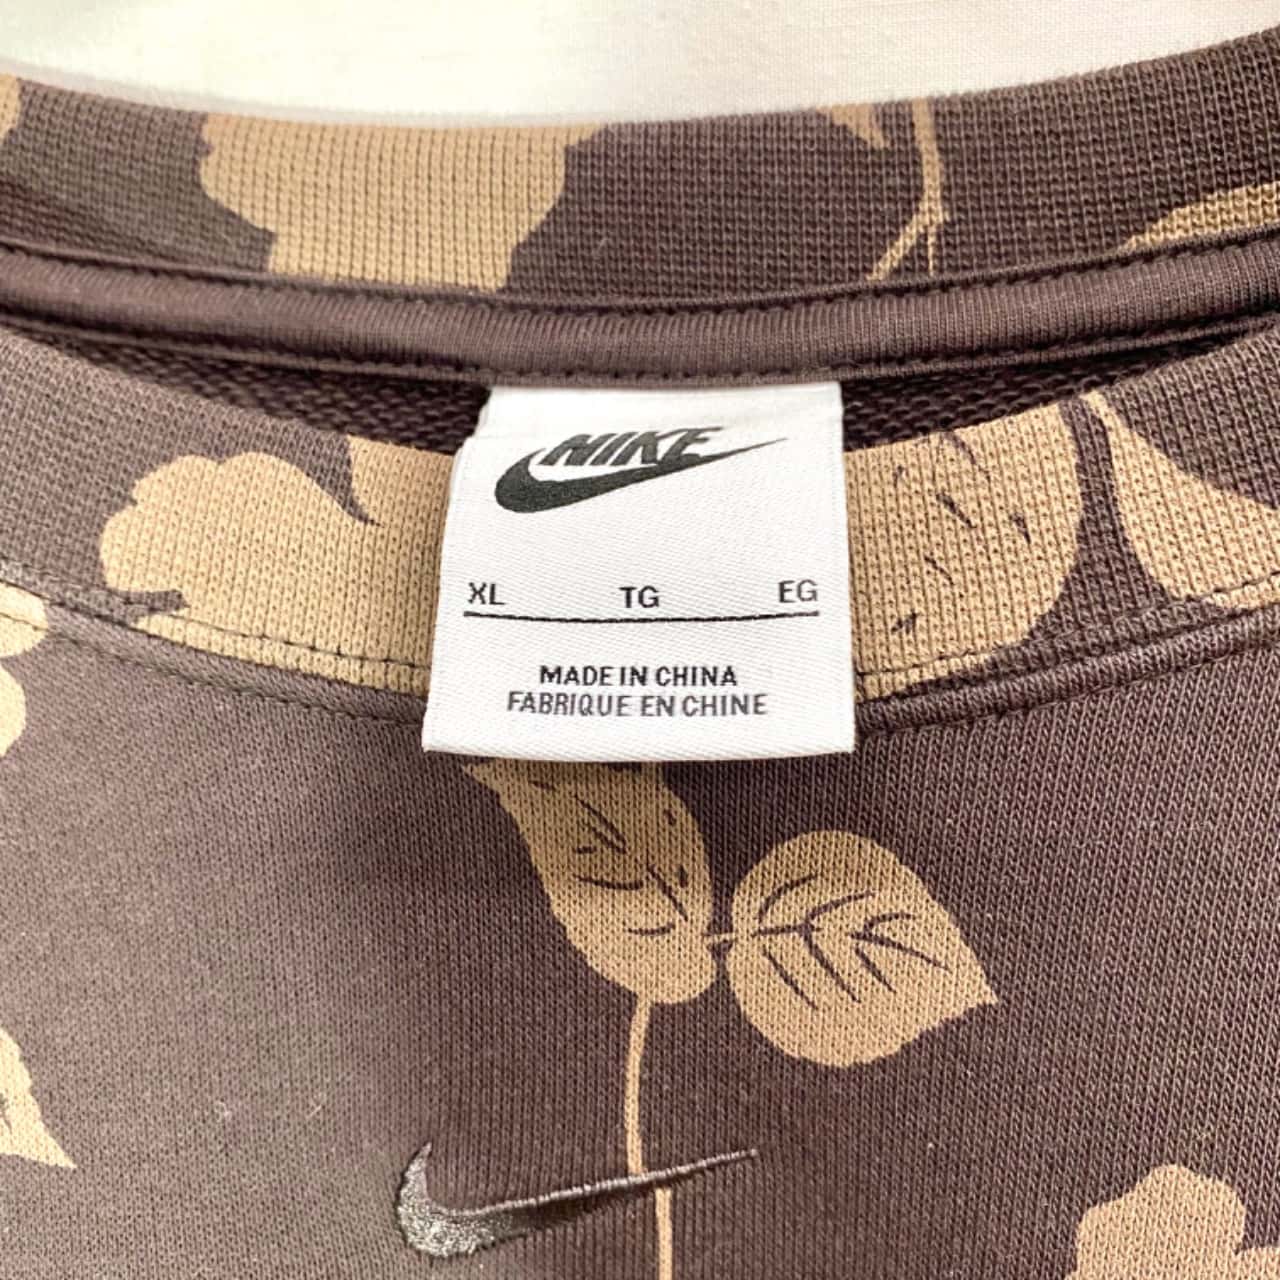 NIKE
XL TG EG
MADE IN CHINA
FABRIQUE EN CHINE